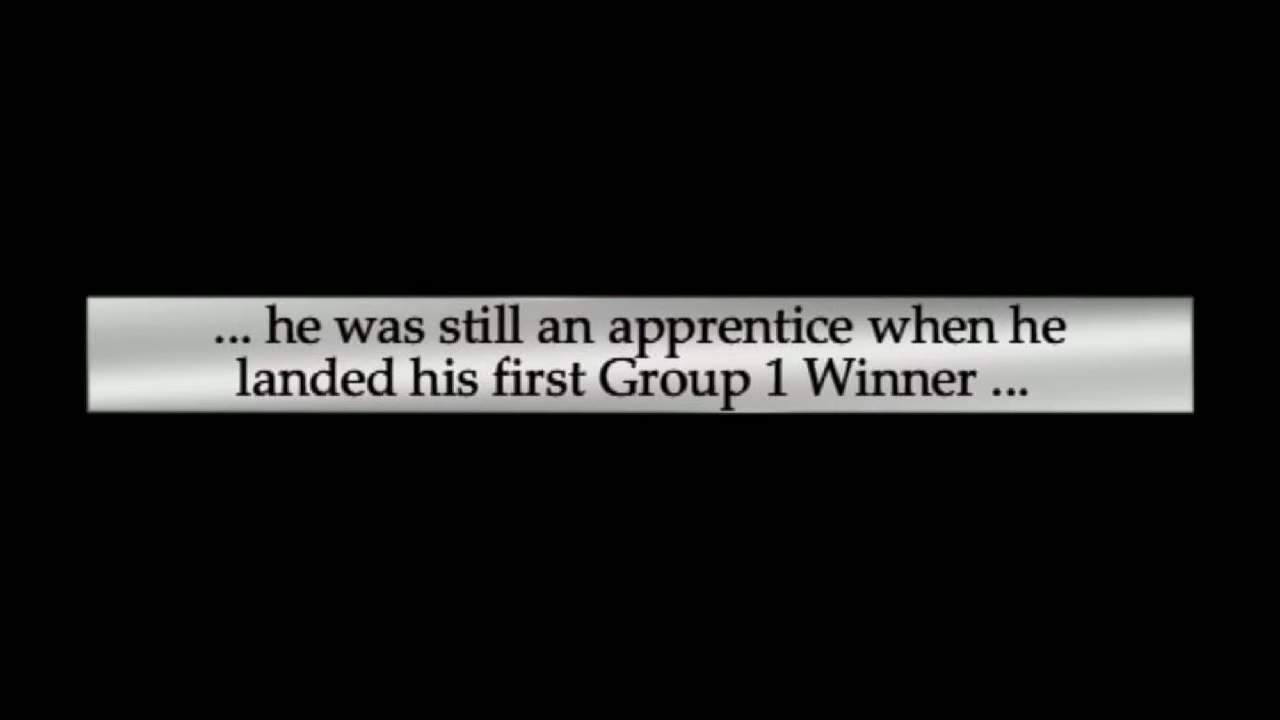 ... he was still an apprentice when he
landed his first Group 1 Winner ...